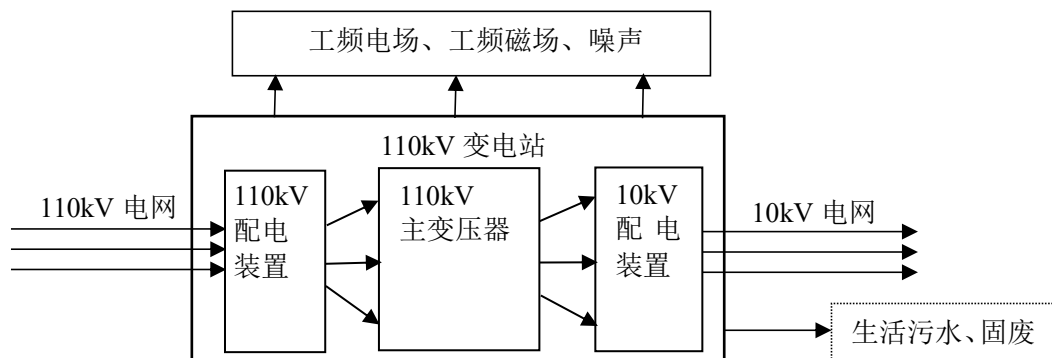 工频电场、工频磁场、噪声
110kV 变电站
110kV 电网
110kV
配电
装置
110kV
主变压器
10kV
配 电
装置
10kV 电网
生活污水、固废